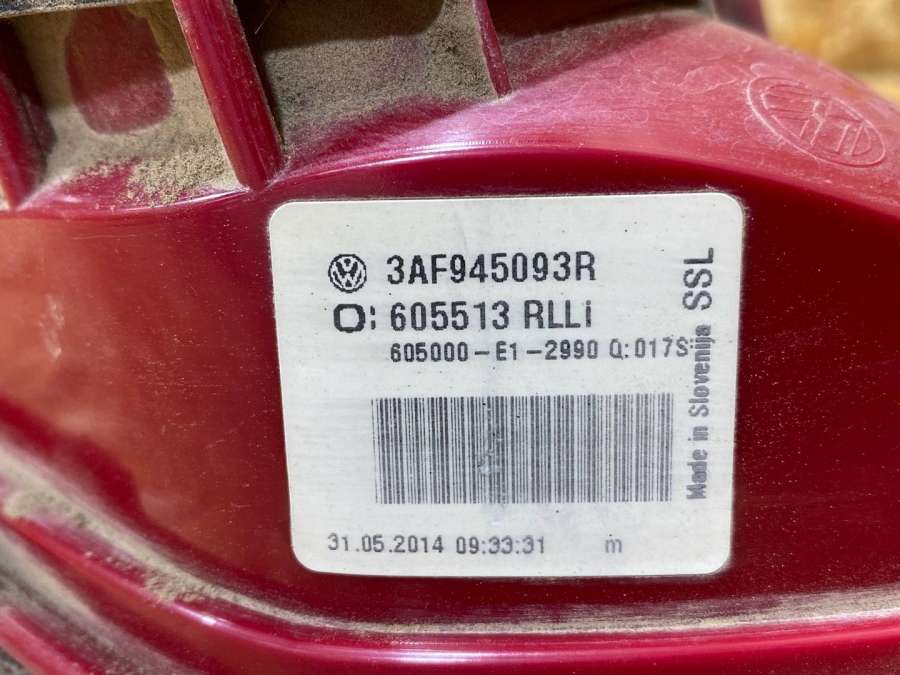 3AF945093R
O: 605513 RLLi
605000-E1-2990 Q:017S
31.05.2014 09:33:31 m
Made in Slovenija SSL